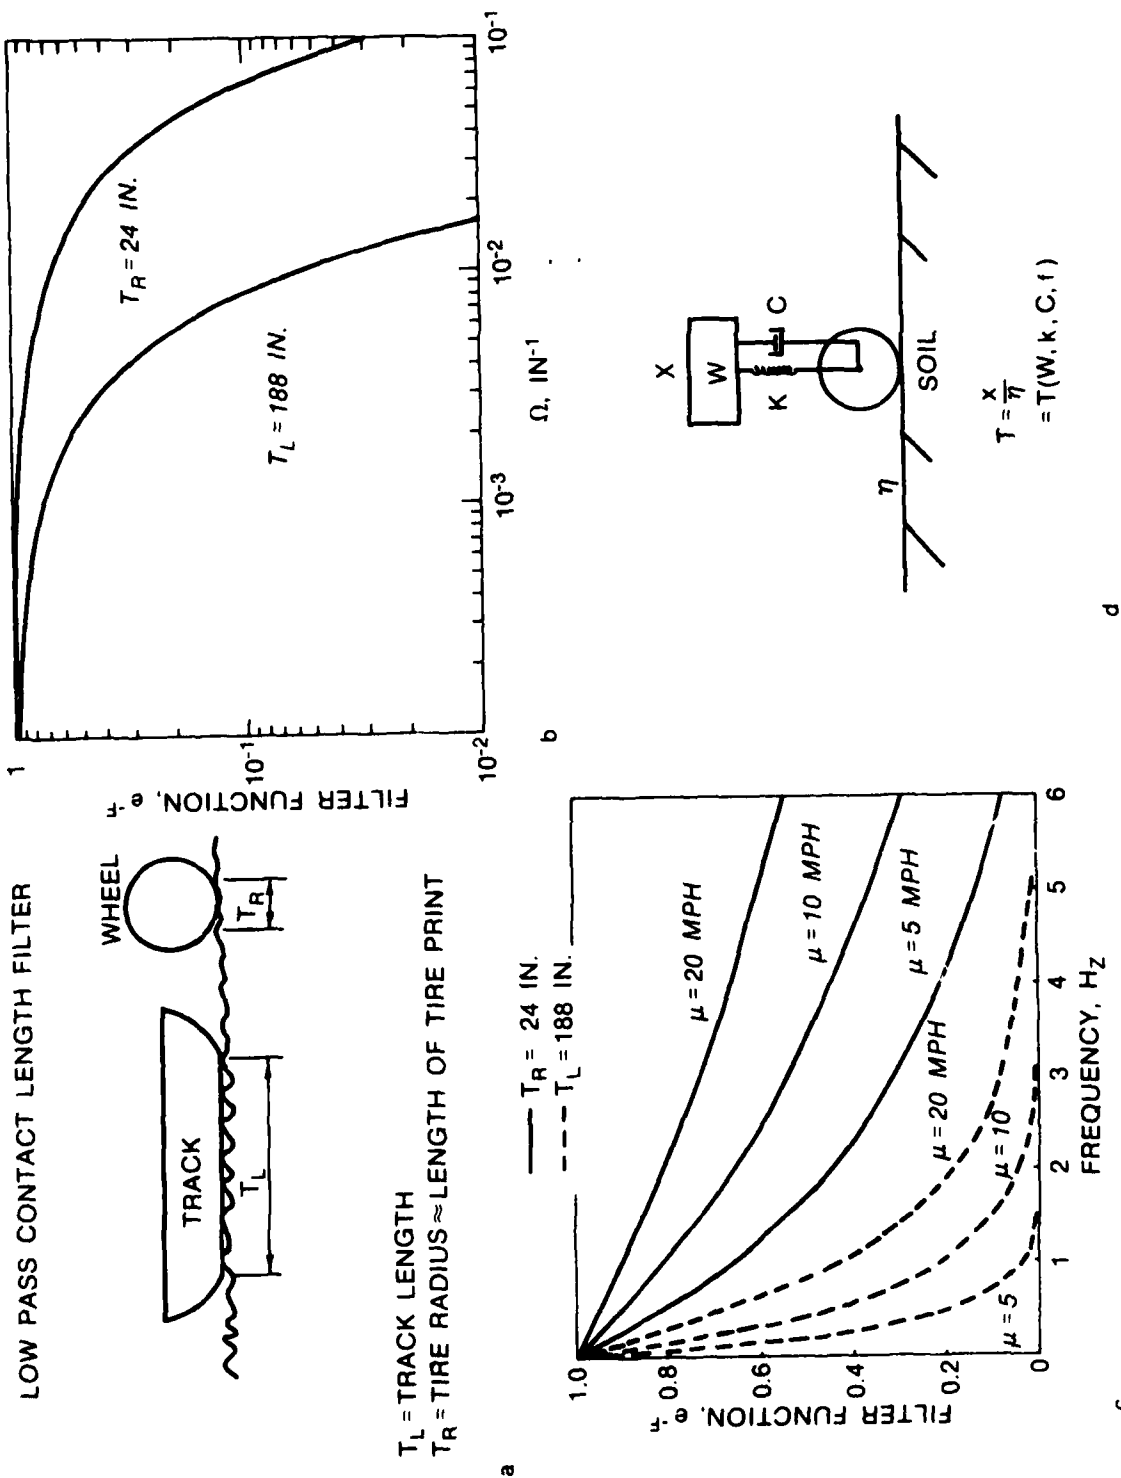 LOW PASS CONTACT LENGTH FILTER
TRACK
WHEEL
T_L
T_R
T_L = TRACK LENGTH
T_R = TIRE RADIUS ≈ LENGTH OF TIRE PRINT
a
FILTER FUNCTION, e^-F
1
10^-1
10^-2
T_R = 24 IN.
T_L = 188 IN.
10^-3
10^-2
10^-1
Ω, IN^-1
b
T_R = 24 IN.
T_L = 188 IN.
FILTER FUNCTION, e^-F
1.0
0.8
0.6
0.4
0.2
0
μ = 20 MPH
μ = 10 MPH
μ = 5 MPH
μ = 20 MPH
μ = 10
μ = 5
1
2
3
4
5
6
FREQUENCY, H_Z
c
X
W
K
C
η
SOIL
T = X/η
= T(W, k, C, f)
d